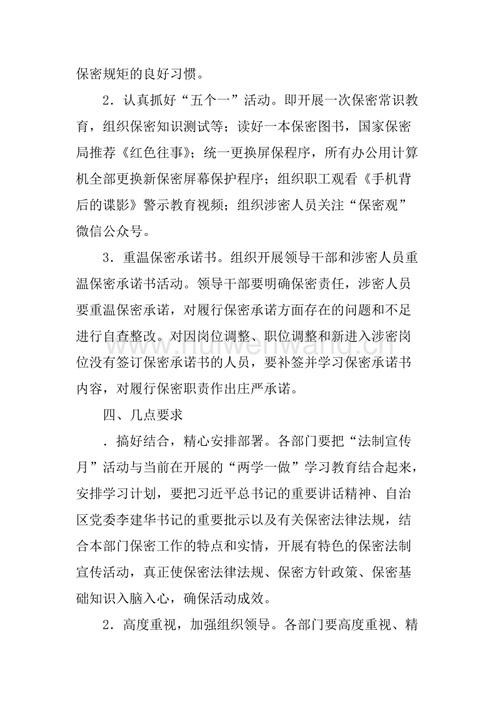 保密规矩的良好习惯。
2．认真抓好“五个一”活动。即开展一次保密常识教
育，组织保密知识测试等；读好一本保密图书，国家保密
局推荐《红色往事》；统一更换屏保程序，所有办公用计算
机全部更换新保密屏幕保护程序；组织职工观看《手机背
后的谍影》警示教育视频；组织涉密人员关注“保密观”
微信公众号。
3．重温保密承诺书。组织开展领导干部和涉密人员重
温保密承诺书活动。领导干部要明确保密责任，涉密人员
要重温保密承诺，对履行保密承诺方面存在的问题和不足
进行自查整改。对因岗位调整、职位调整和新进入涉密岗
位没有签订保密承诺书的人员，要补签并学习保密承诺书
www.huiwenwang.cn
内容，对履行保密职责作出庄严承诺。
四、几点要求
．搞好结合，精心安排部署。各部门要把“法制宣传
月”活动与当前在开展的“两学一做”学习教育结合起来，
安排学习计划，要把习近平总书记的重要讲话精神、自治
区党委李建华书记的重要批示以及有关保密法律法规，结
合本部门保密工作的特点和实情，开展有特色的保密法制
宣传活动，真正使保密法律法规、保密方针政策、保密基
础知识入脑入心，确保活动成效。
2．高度重视，加强组织领导。各部门要高度重视、精